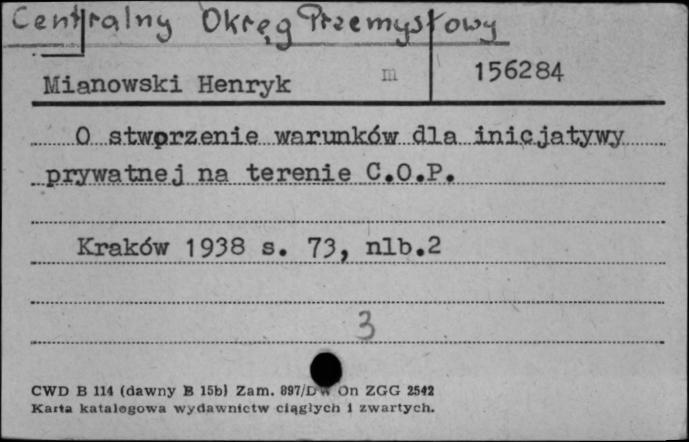 Centralny Okręg Przemysłowy
Mianowski Henryk m 156284
O stworzenie warunków dla inicjatywy
prywatnej na terenie C.O.P.
Kraków 1938 s. 73, nlb.2
3
CWD B 114 (dawny B 15b) Zam. 897/DW On ZGG 2542
Karta katalogowa wydawnictw ciągłych i zwartych.